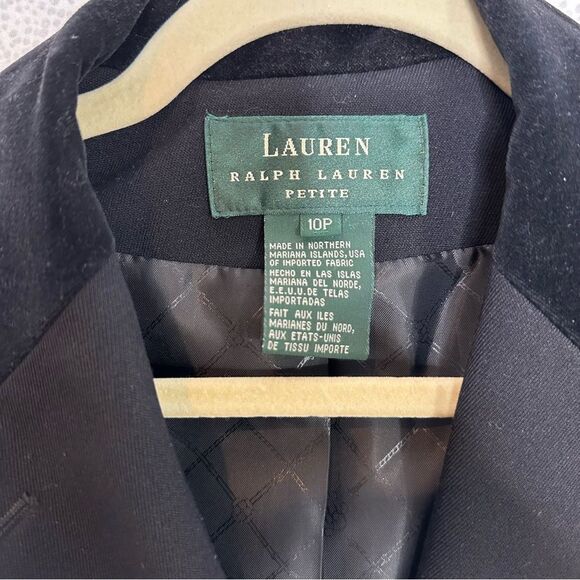 LAUREN
RALPH LAUREN
PETITE
10P
MADE IN NORTHERN
MARIANA ISLANDS, USA
OF IMPORTED FABRIC
HECHO EN LAS ISLAS
MARIANA DEL NORDE,
E.E.U.U. DE TELAS
IMPORTADAS
FAIT AUX ILES
MARIANES DU NORD,
AUX ETATS-UNIS
DE TISSU IMPORTE